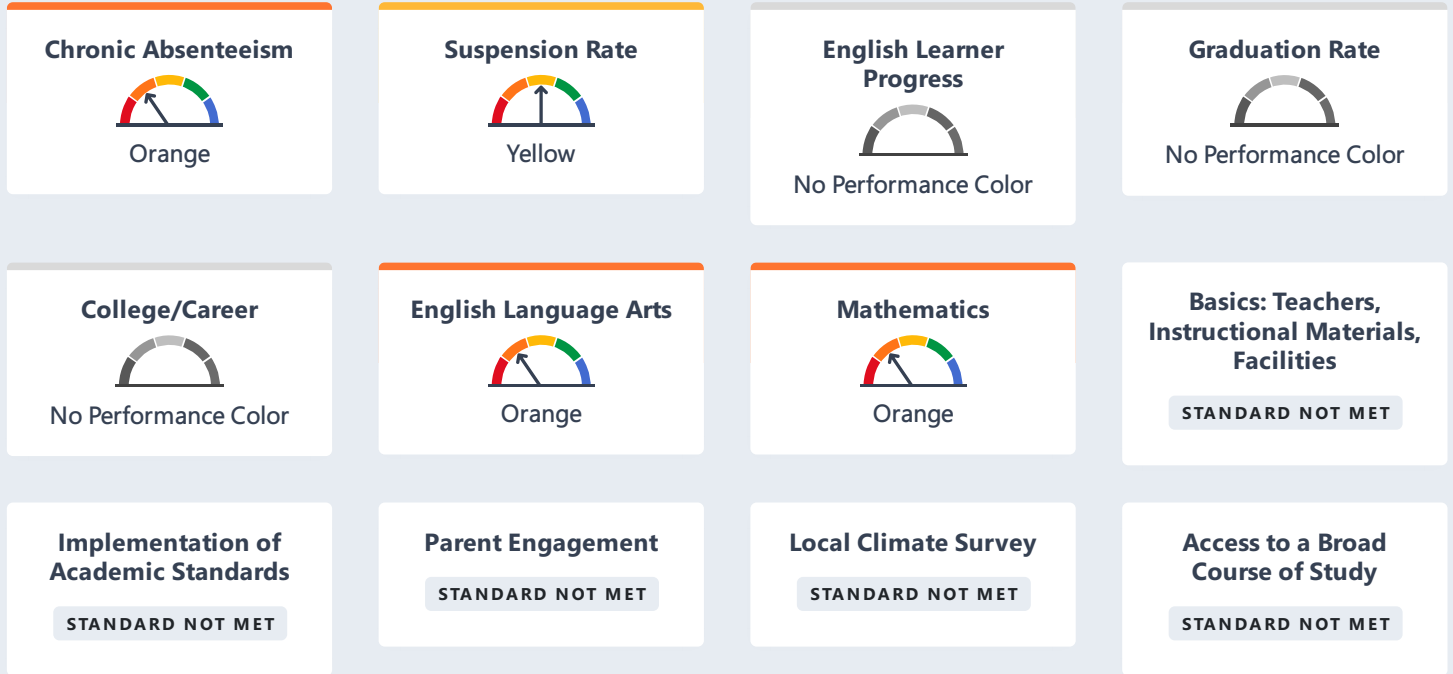 Chronic Absenteeism
Orange
Suspension Rate
Yellow
English Learner
Progress
No Performance Color
Graduation Rate
No Performance Color
College/Career
No Performance Color
English Language Arts
Orange
Mathematics
Orange
Basics: Teachers,
Instructional Materials,
Facilities
STANDARD NOT MET
Implementation of
Academic Standards
STANDARD NOT MET
Parent Engagement
STANDARD NOT MET
Local Climate Survey
STANDARD NOT MET
Access to a Broad
Course of Study
STANDARD NOT MET